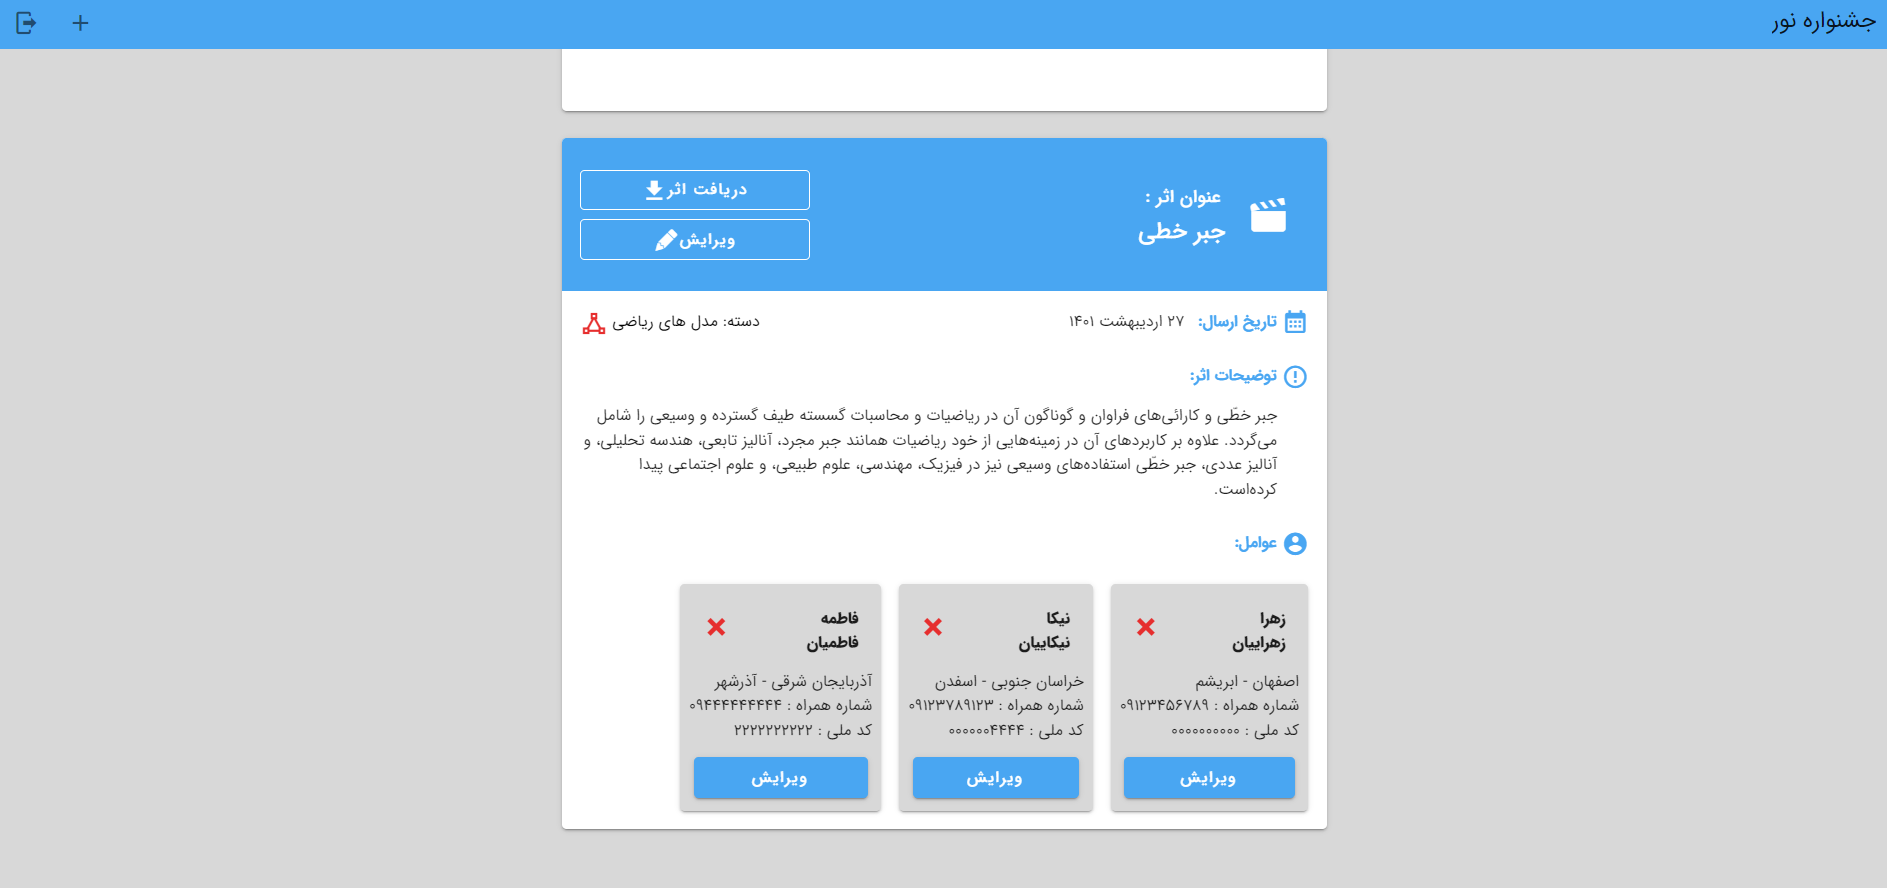 جشنواره نور
عنوان اثر :
جبر خطی
دریافت اثر
ویرایش
تاریخ ارسال: ۲۷ اردیبهشت ۱۴۰۱
دسته: مدل های ریاضی
توضیحات اثر:
جبر خطّی و کارائی‌های فراوان و گوناگون آن در ریاضیات و محاسبات گسسته طیف گسترده و وسیعی را شامل
می‌گردد. علاوه بر کاربردهای آن در زمینه‌هایی از خود ریاضیات همانند جبر مجرد، آنالیز تابعی، هندسه تحلیلی، و
آنالیز عددی، جبر خطّی استفاده‌های وسیعی نیز در فیزیک، مهندسی، علوم طبیعی، و علوم اجتماعی پیدا
کرده‌است.
عوامل:
زهرا
زهراییان
اصفهان - ابریشم
شماره همراه : ۰۹۱۲۳۴۵۶۷۸۹
کد ملی : ۰۰۰۰۰۰۰۰۰۰
ویرایش
نیکا
نیکاییان
خراسان جنوبی - اسفدن
شماره همراه : ۰۹۱۲۳۷۸۹۱۲۳
کد ملی : ۰۰۰۰۰۰۴۴۴۴
ویرایش
فاطمه
فاطمیان
آذربایجان شرقی - آذرشهر
شماره همراه : ۰۹۴۴۴۴۴۴۴۴۴
کد ملی : ۲۲۲۲۲۲۲۲۲۲
ویرایش